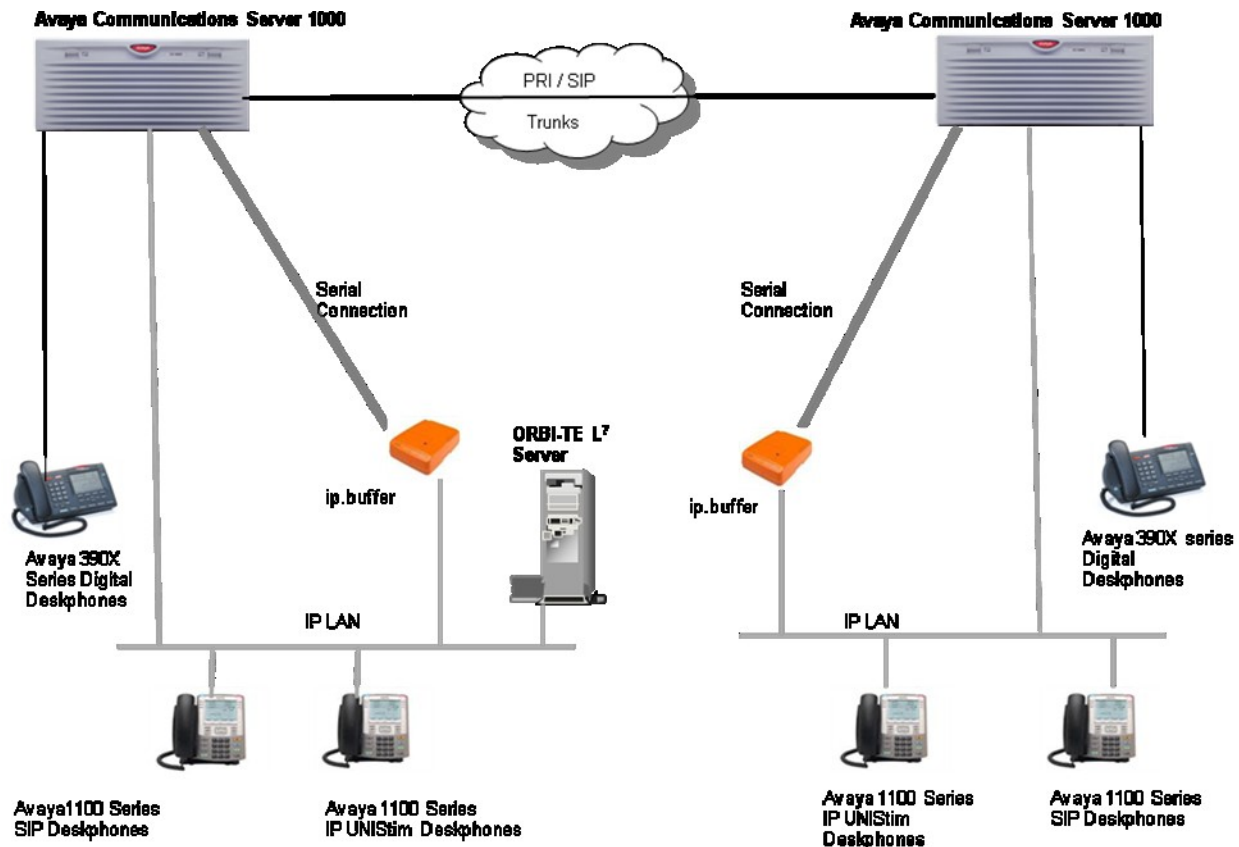 Avaya Communications Server 1000
Avaya Communications Server 1000
PRI / SIP
Trunks
Serial
Connection
Serial
Connection
ORBI-TE L7
Server
ip.buffer
ip.buffer
Avaya 390X
Series Digital
Deskphones
Avaya 390X series
Digital
Deskphones
IP LAN
IP LAN
Avaya1100 Series
SIP Deskphones
Avaya 1100 Series
IP UNIStim Deskphones
Avaya 1100 Series
IP UNIStim
Deskphones
Avaya 1100 Series
SIP Deskphones